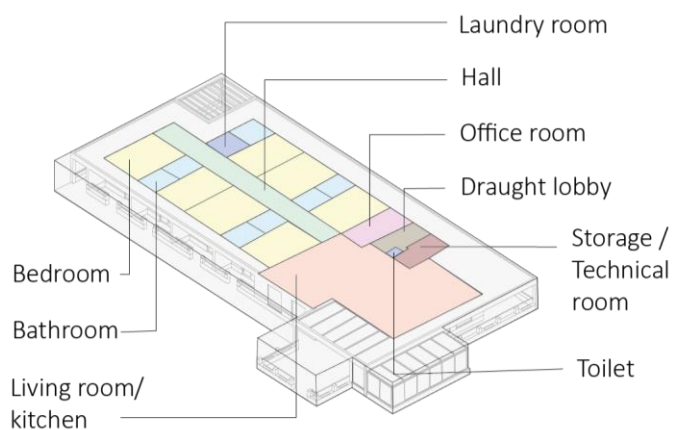 Laundry room
Hall
Office room
Draught lobby
Storage /
Technical
room
Toilet
Bedroom
Bathroom
Living room/
kitchen